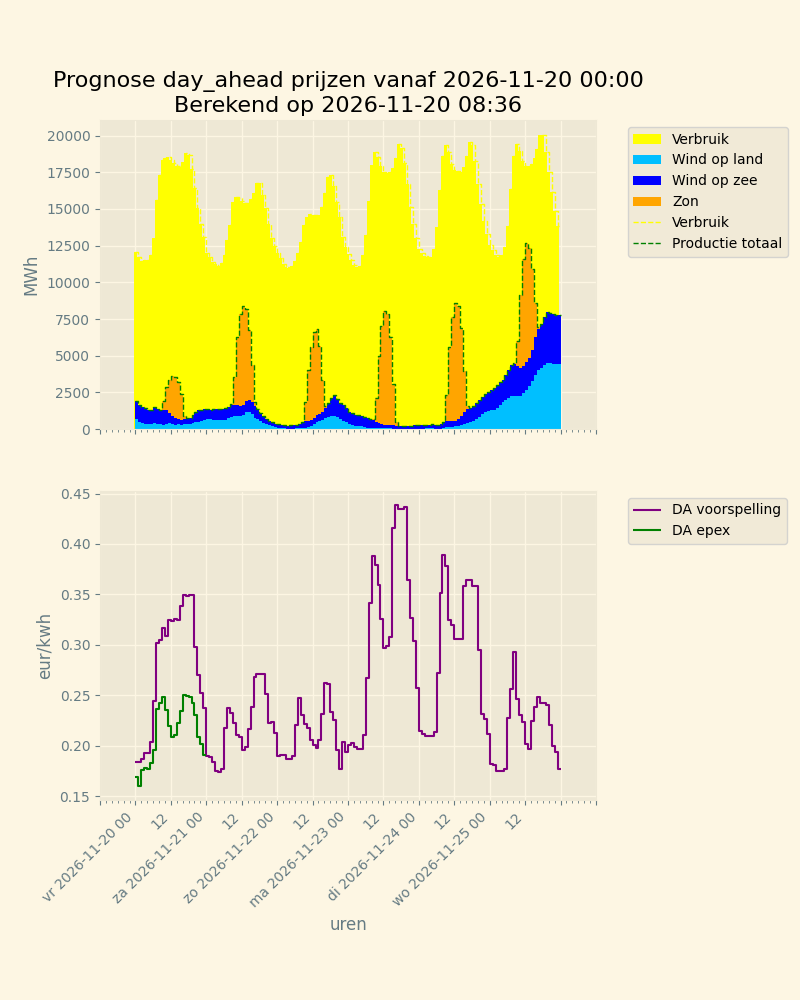 Prognose day_ahead prijzen vanaf 2026-11-20 00:00
Berekend op 2026-11-20 08:36
20000
17500
15000
12500
10000
7500
5000
2500
0
MWh
Verbruik
Wind op land
Wind op zee
Zon
Verbruik
Productie totaal
0.45
0.40
0.35
0.30
0.25
0.20
0.15
eur/kwh
DA voorspelling
DA epex
vr 2026-11-20 00
12
za 2026-11-21 00
12
zo 2026-11-22 00
12
ma 2026-11-23 00
12
di 2026-11-24 00
12
wo 2026-11-25 00
12
uren